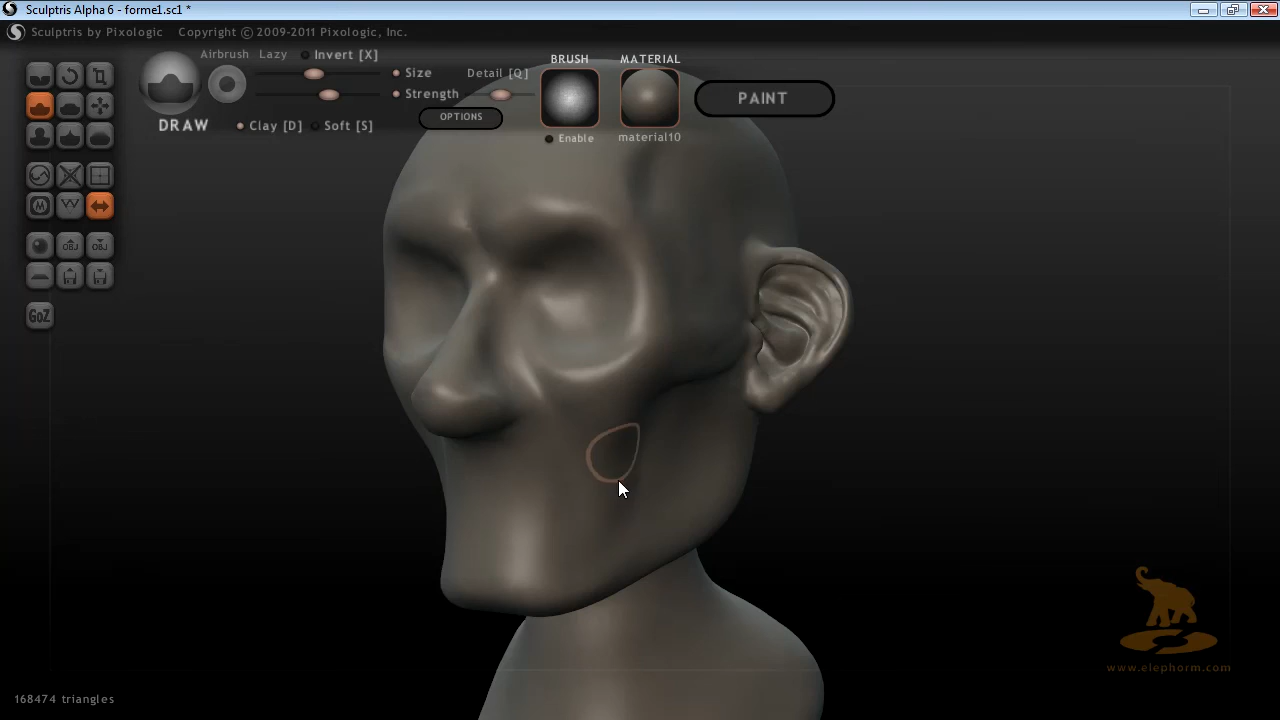 Sculptris Alpha 6 - forme1.sc1 *
Sculptris by Pixologic Copyright © 2009-2011 Pixologic, Inc.
Airbrush Lazy Invert [X]
BRUSH MATERIAL
Size Detail [Q]
Strength
PAINT
OPTIONS
DRAW Clay [D] Soft [S]
Enable material10
GoZ
OBJ OBJ
www.elephorm.com
168474 triangles